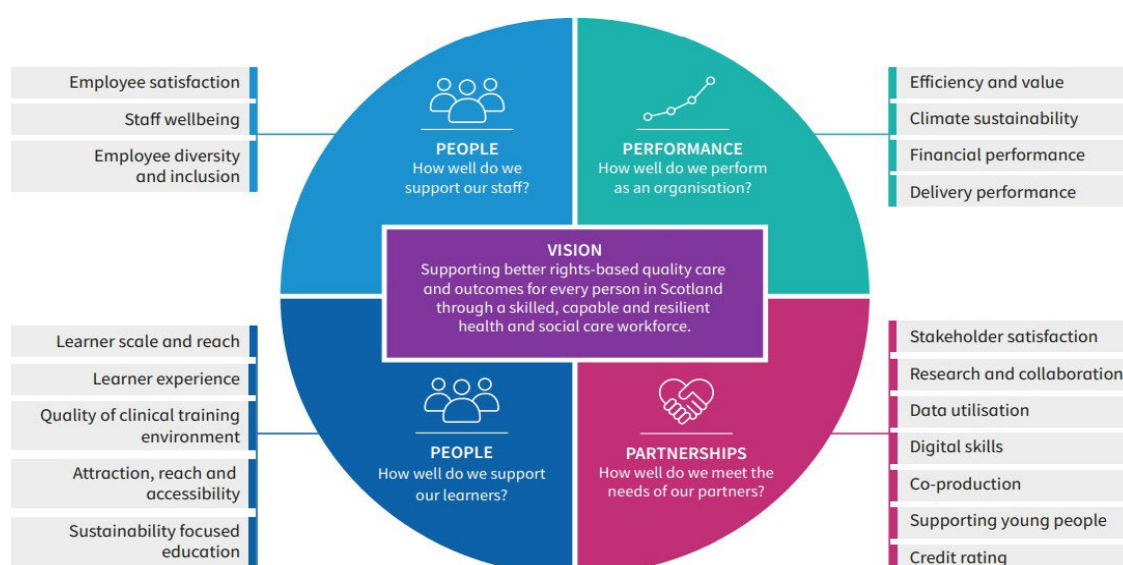 Employee satisfaction
Staff wellbeing
Employee diversity
and inclusion
PEOPLE
How well do we
support our staff?
PERFORMANCE
How well do we perform
as an organisation?
Efficiency and value
Climate sustainability
Financial performance
Delivery performance
VISION
Supporting better rights-based quality care
and outcomes for every person in Scotland
through a skilled, capable and resilient
health and social care workforce.
Learner scale and reach
Learner experience
Quality of clinical training
environment
Attraction, reach and
accessibility
Sustainability focused
education
PEOPLE
How well do we support
our learners?
PARTNERSHIPS
How well do we meet the
needs of our partners?
Stakeholder satisfaction
Research and collaboration
Data utilisation
Digital skills
Co-production
Supporting young people
Credit rating